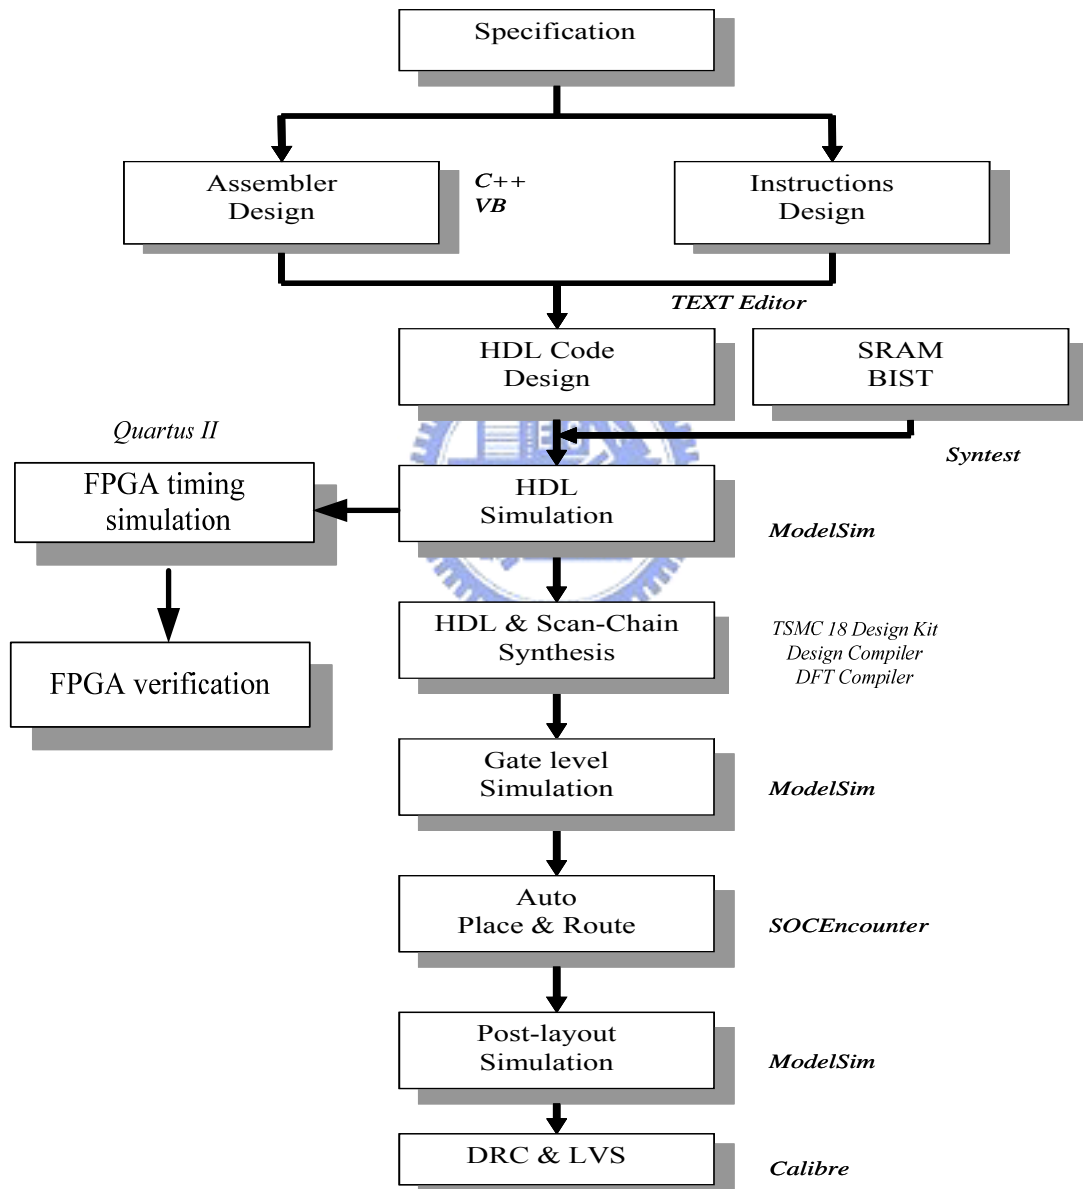 Specification
Assembler
Design
C++
VB
Instructions
Design
TEXT Editor
HDL Code
Design
SRAM
BIST
Syntest
Quartus II
FPGA timing
simulation
HDL
Simulation
ModelSim
FPGA verification
HDL & Scan-Chain
Synthesis
TSMC 18 Design Kit
Design Compiler
DFT Compiler
Gate level
Simulation
ModelSim
Auto
Place & Route
SOCEncounter
Post-layout
Simulation
ModelSim
DRC & LVS
Calibre